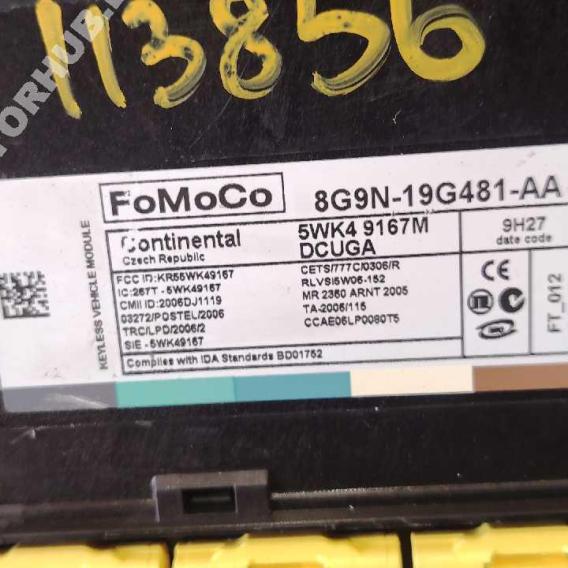 113856
FoMoCo
8G9N-19G481-AA
Continental
Czech Republic
5WK4 9167M
DCUGA
9H27
date code
KEYLESS VEHICLE MODULE
FCC ID: KR55WK49167
IC:267T - 5WK49167
CMII ID:2006DJ1119
03272/POSTEL/2006
TRC/LPD/2006/2
SIE - 5WK49167
CETS/777C/0306/R
RLVSI5W06-152
MR 2360 ARNT 2005
TA-2006/115
CCAE06LP0080T5
CE
FT_012
Complies with IDA Standards BD01752